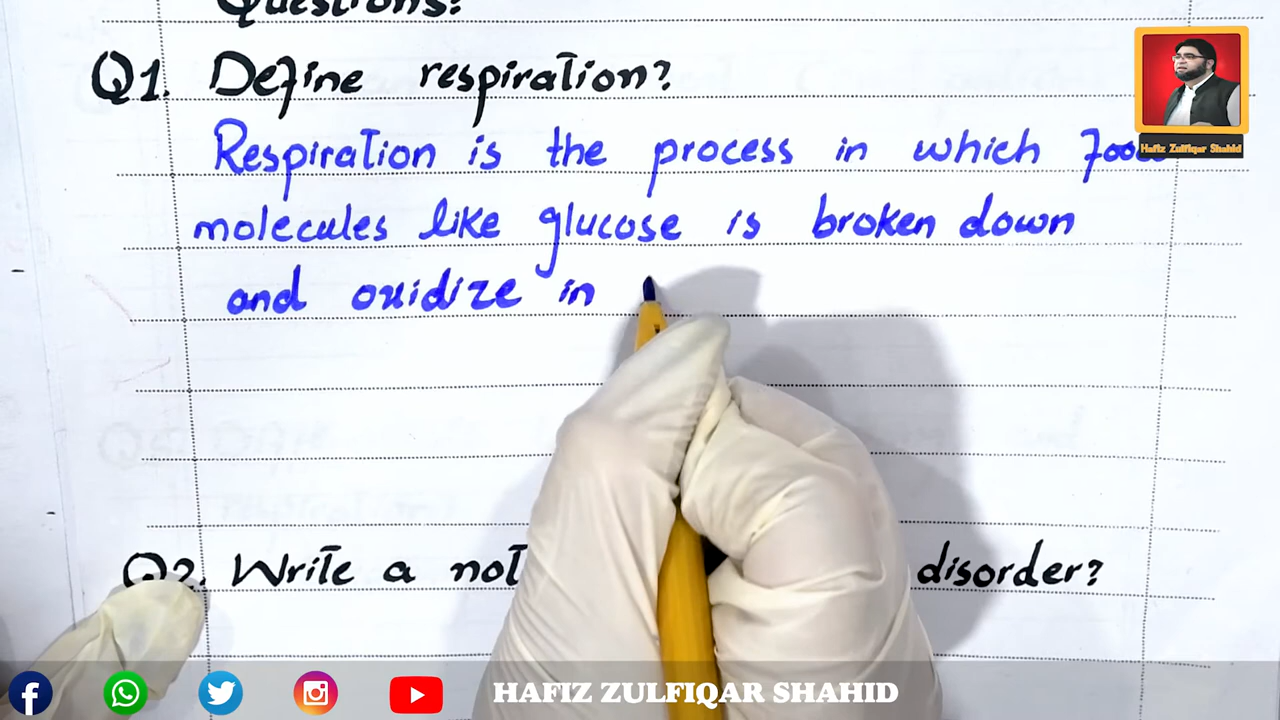 Questions?
Q1. Define respiration?
Respiration is the process in which food
molecules like glucose is broken down
and oxidize in
Q2. Write a not disorder?
Hafiz Zulfiqar Shahid
HAFIZ ZULFIQAR SHAHID